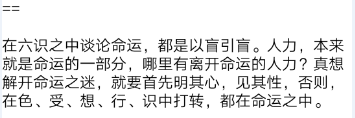 ==
在六识之中谈论命运，都是以盲引盲。人力，本来
就是命运的一部分，哪里有离开命运的人力？真想
解开命运之迷，就要首先明其心，见其性，否则，
在色、受、想、行、识中打转，都在命运之中。